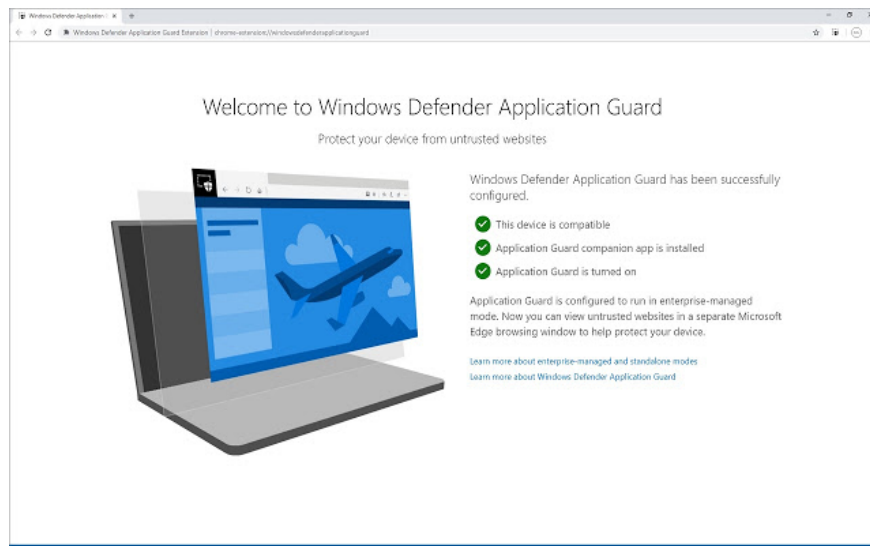 Windows Defender Application
Windows Defender Application Guard Extension | chrome-extension://windowsdefenderapplicationguard
Welcome to Windows Defender Application Guard
Protect your device from untrusted websites
Windows Defender Application Guard has been successfully
configured.
This device is compatible
Application Guard companion app is installed
Application Guard is turned on
Application Guard is configured to run in enterprise-managed
mode. Now you can view untrusted websites in a separate Microsoft
Edge browsing window to help protect your device.
Learn more about enterprise-managed and standalone modes
Learn more about Windows Defender Application Guard